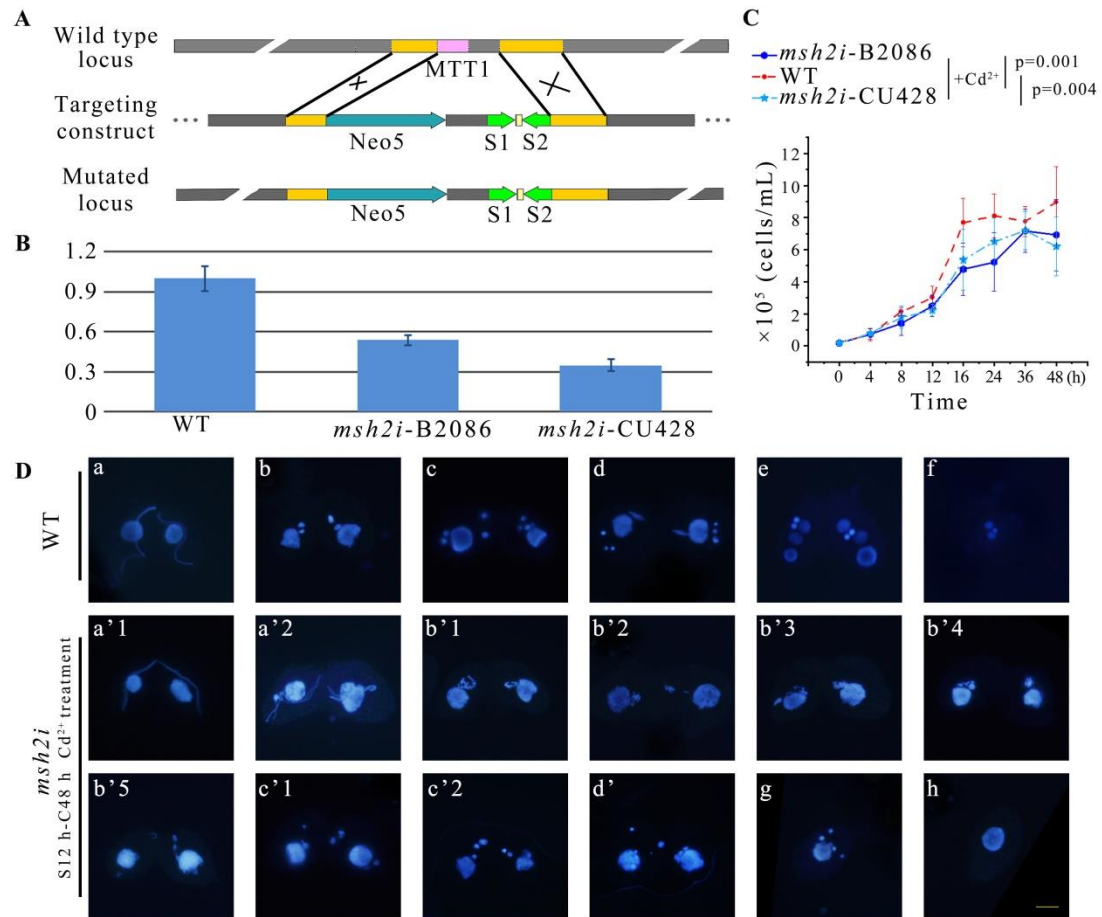 A
Wild type
locus
MTT1
Targeting
construct
Neo5
S1
S2
Mutated
locus
Neo5
S1
S2
B
1.2
0.9
0.6
0.3
0
WT
msh2i-B2086
msh2i-CU428
C
msh2i-B2086
WT
msh2i-CU428
+Cd²⁺
p=0.001
p=0.004
×10⁵ (cells/mL)
12
10
8
6
4
2
0
0 4 8 12 16 24 36 48 (h)
Time
D
WT
a
b
c
d
e
f
msh2i
S12 h-C48 h Cd²⁺ treatment
a'1
a'2
b'1
b'2
b'3
b'4
b'5
c'1
c'2
d'
g
h